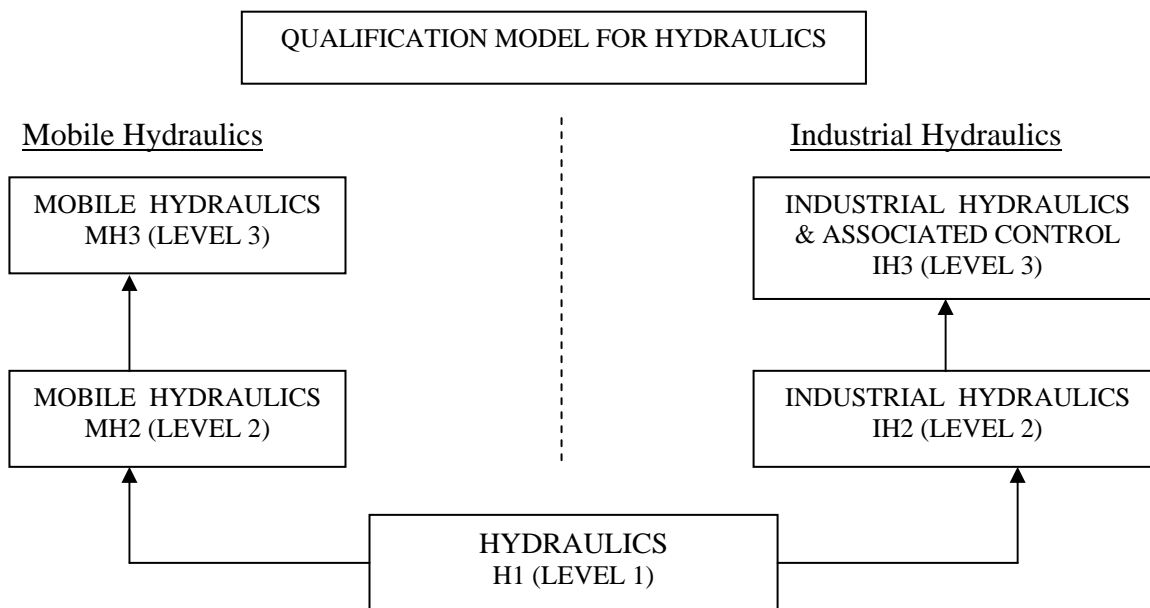 QUALIFICATION MODEL FOR HYDRAULICS
Mobile Hydraulics
Industrial Hydraulics
MOBILE HYDRAULICS
MH3 (LEVEL 3)
INDUSTRIAL HYDRAULICS
& ASSOCIATED CONTROL
IH3 (LEVEL 3)
MOBILE HYDRAULICS
MH2 (LEVEL 2)
INDUSTRIAL HYDRAULICS
IH2 (LEVEL 2)
HYDRAULICS
H1 (LEVEL 1)